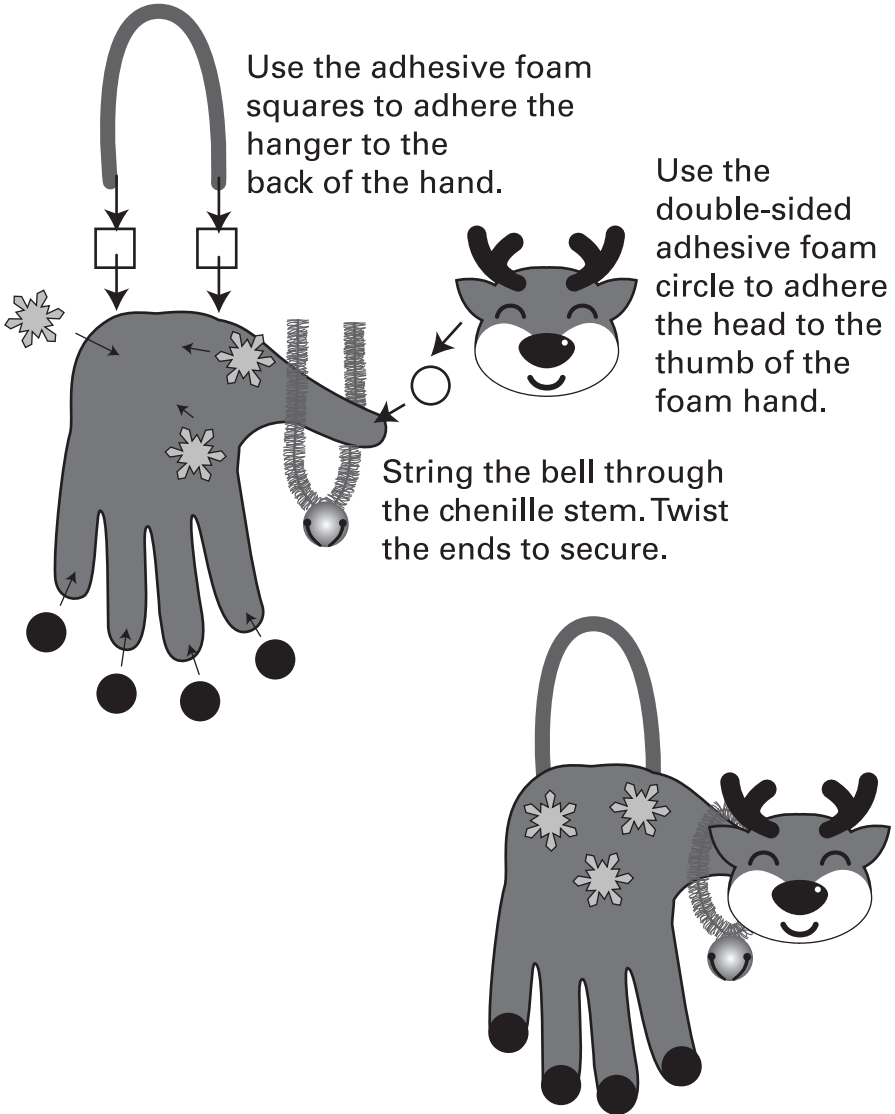 Use the adhesive foam
squares to adhere the
hanger to the
back of the hand.
Use the
double-sided
adhesive foam
circle to adhere
the head to the
thumb of the
foam hand.
String the bell through
the chenille stem. Twist
the ends to secure.